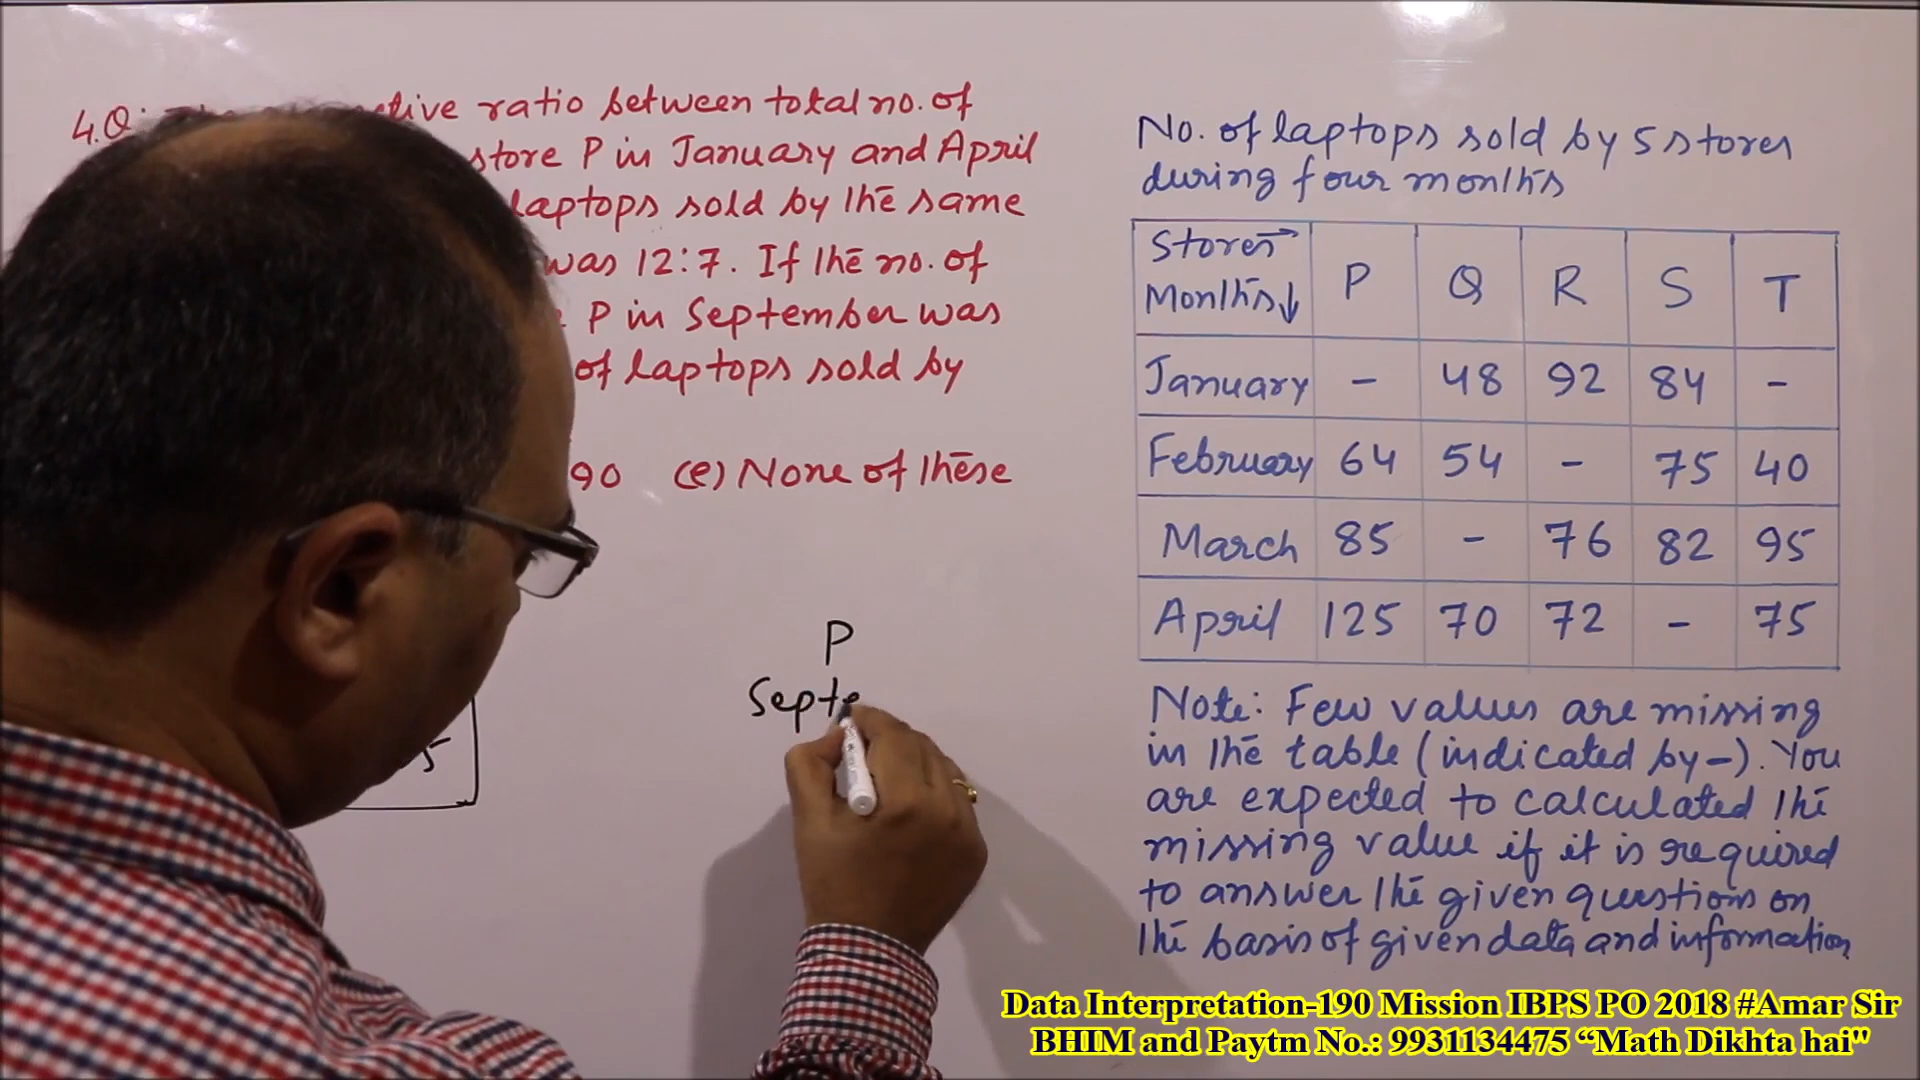 4.Q. ratio between total no. of
store P in January and April
laptops sold by the same
was 12:7. If the no. of
P in September was
of laptops sold by
90 (e) None of these
P
Septe
5
No. of laptops sold by 5 stores
during four months
Stores→ Months↓ P Q R S T
January - 48 92 84 -
February 64 54 - 75 40
March 85 - 76 82 95
April 125 70 72 - 75
Note: Few values are missing
in the table (indicated by -). You
are expected to calculated the
missing value if it is required
to answer the given questions on
the basis of given data and information
Data Interpretation-190 Mission IBPS PO 2018 #Amar Sir
BHIM and Paytm No.: 9931134475 “Math Dikhta hai"